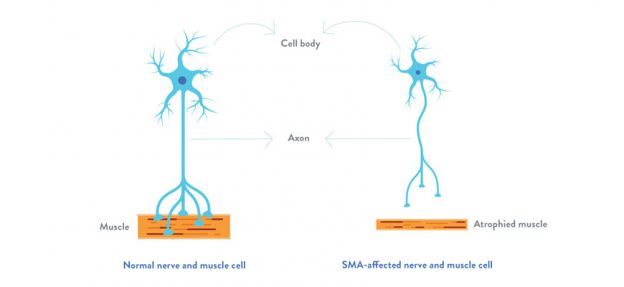 Cell body
Axon
Muscle
Atrophied muscle
Normal nerve and muscle cell
SMA-affected nerve and muscle cell